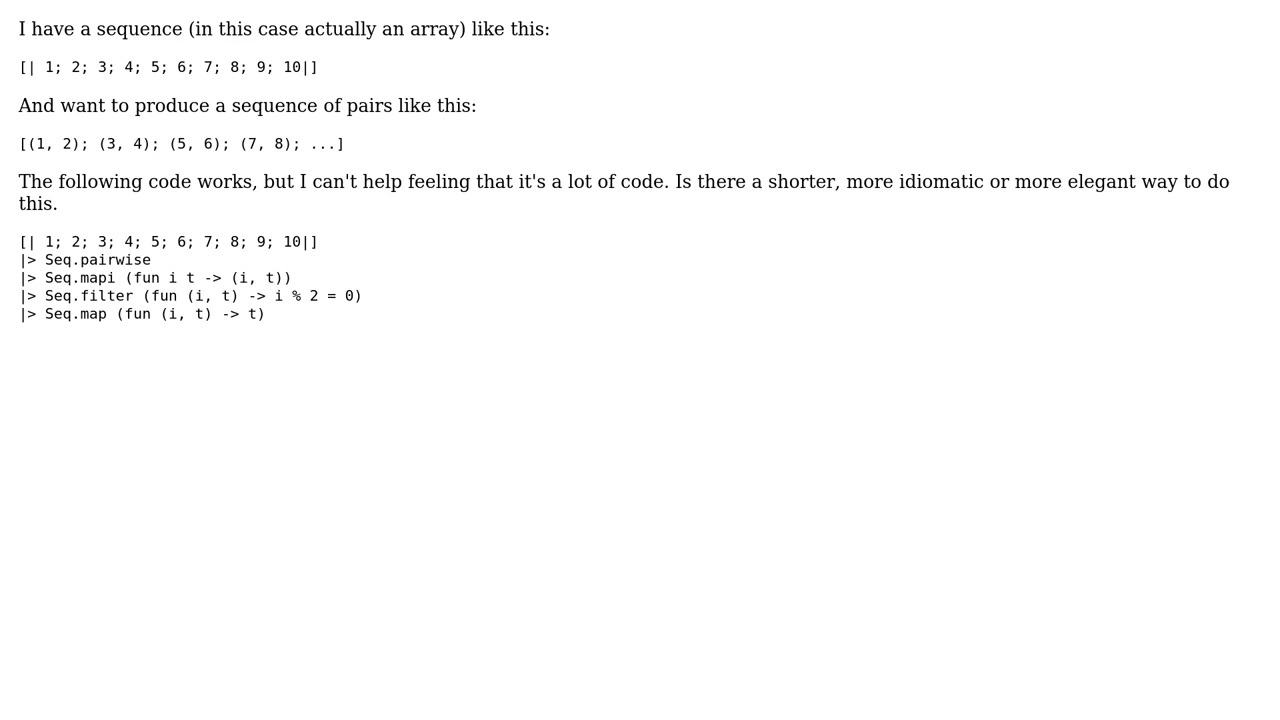 I have a sequence (in this case actually an array) like this:
[| 1; 2; 3; 4; 5; 6; 7; 8; 9; 10|]
And want to produce a sequence of pairs like this:
[(1, 2); (3, 4); (5, 6); (7, 8); ...]
The following code works, but I can't help feeling that it's a lot of code. Is there a shorter, more idiomatic or more elegant way to do
this.
[| 1; 2; 3; 4; 5; 6; 7; 8; 9; 10|]
|> Seq.pairwise
|> Seq.mapi (fun i t -> (i, t))
|> Seq.filter (fun (i, t) -> i % 2 = 0)
|> Seq.map (fun (i, t) -> t)